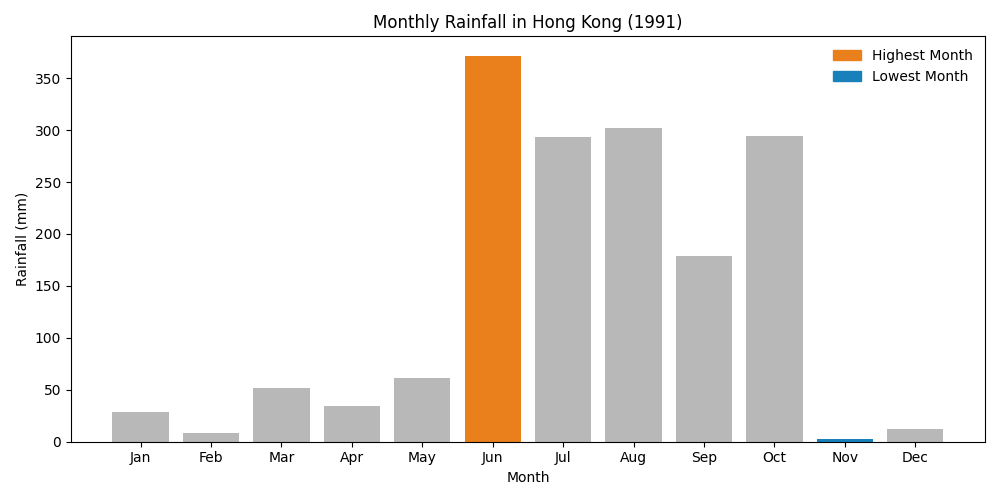 Monthly Rainfall in Hong Kong (1991)
Highest Month
Lowest Month
Rainfall (mm)
350
300
250
200
150
100
50
0
Jan Feb Mar Apr May Jun Jul Aug Sep Oct Nov Dec
Month